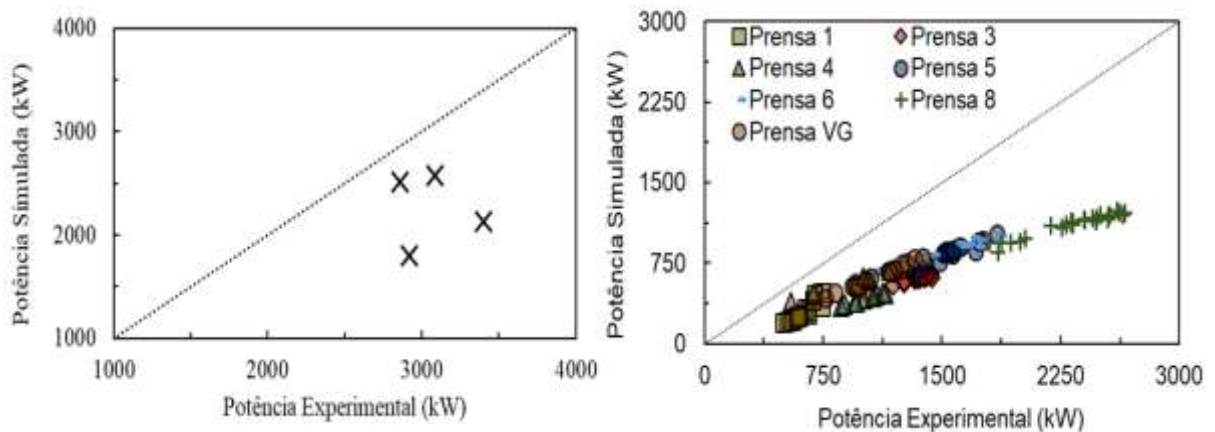 4000
3000
2000
1000
Potência Simulada (kW)
1000 2000 3000 4000
Potência Experimental (kW)
3000
2250
1500
750
0
Potência Simulada (kW)
Prensa 1 Prensa 3
Prensa 4 Prensa 5
Prensa 6 Prensa 8
Prensa VG
0 750 1500 2250 3000
Potência Experimental (kW)